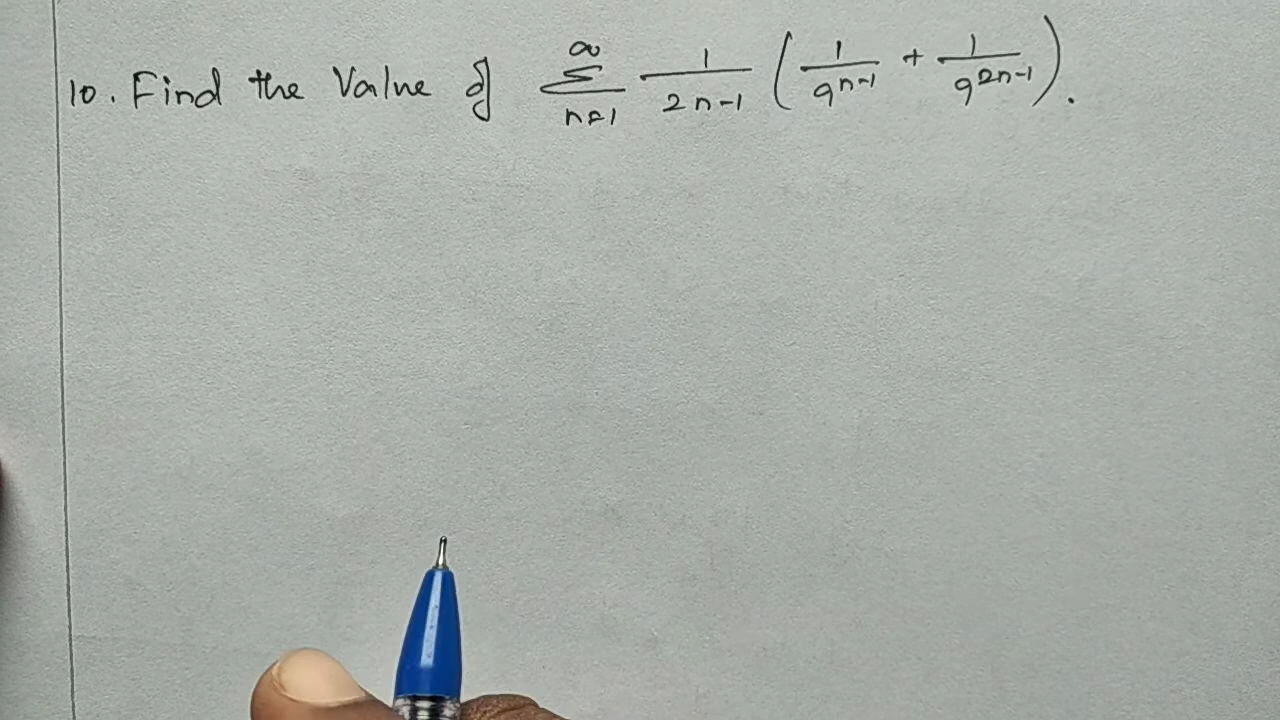 10. Find the Value of ∞ Σ n=1 1/(2n-1) (1/9^(n-1) + 1/9^(2n-1)).